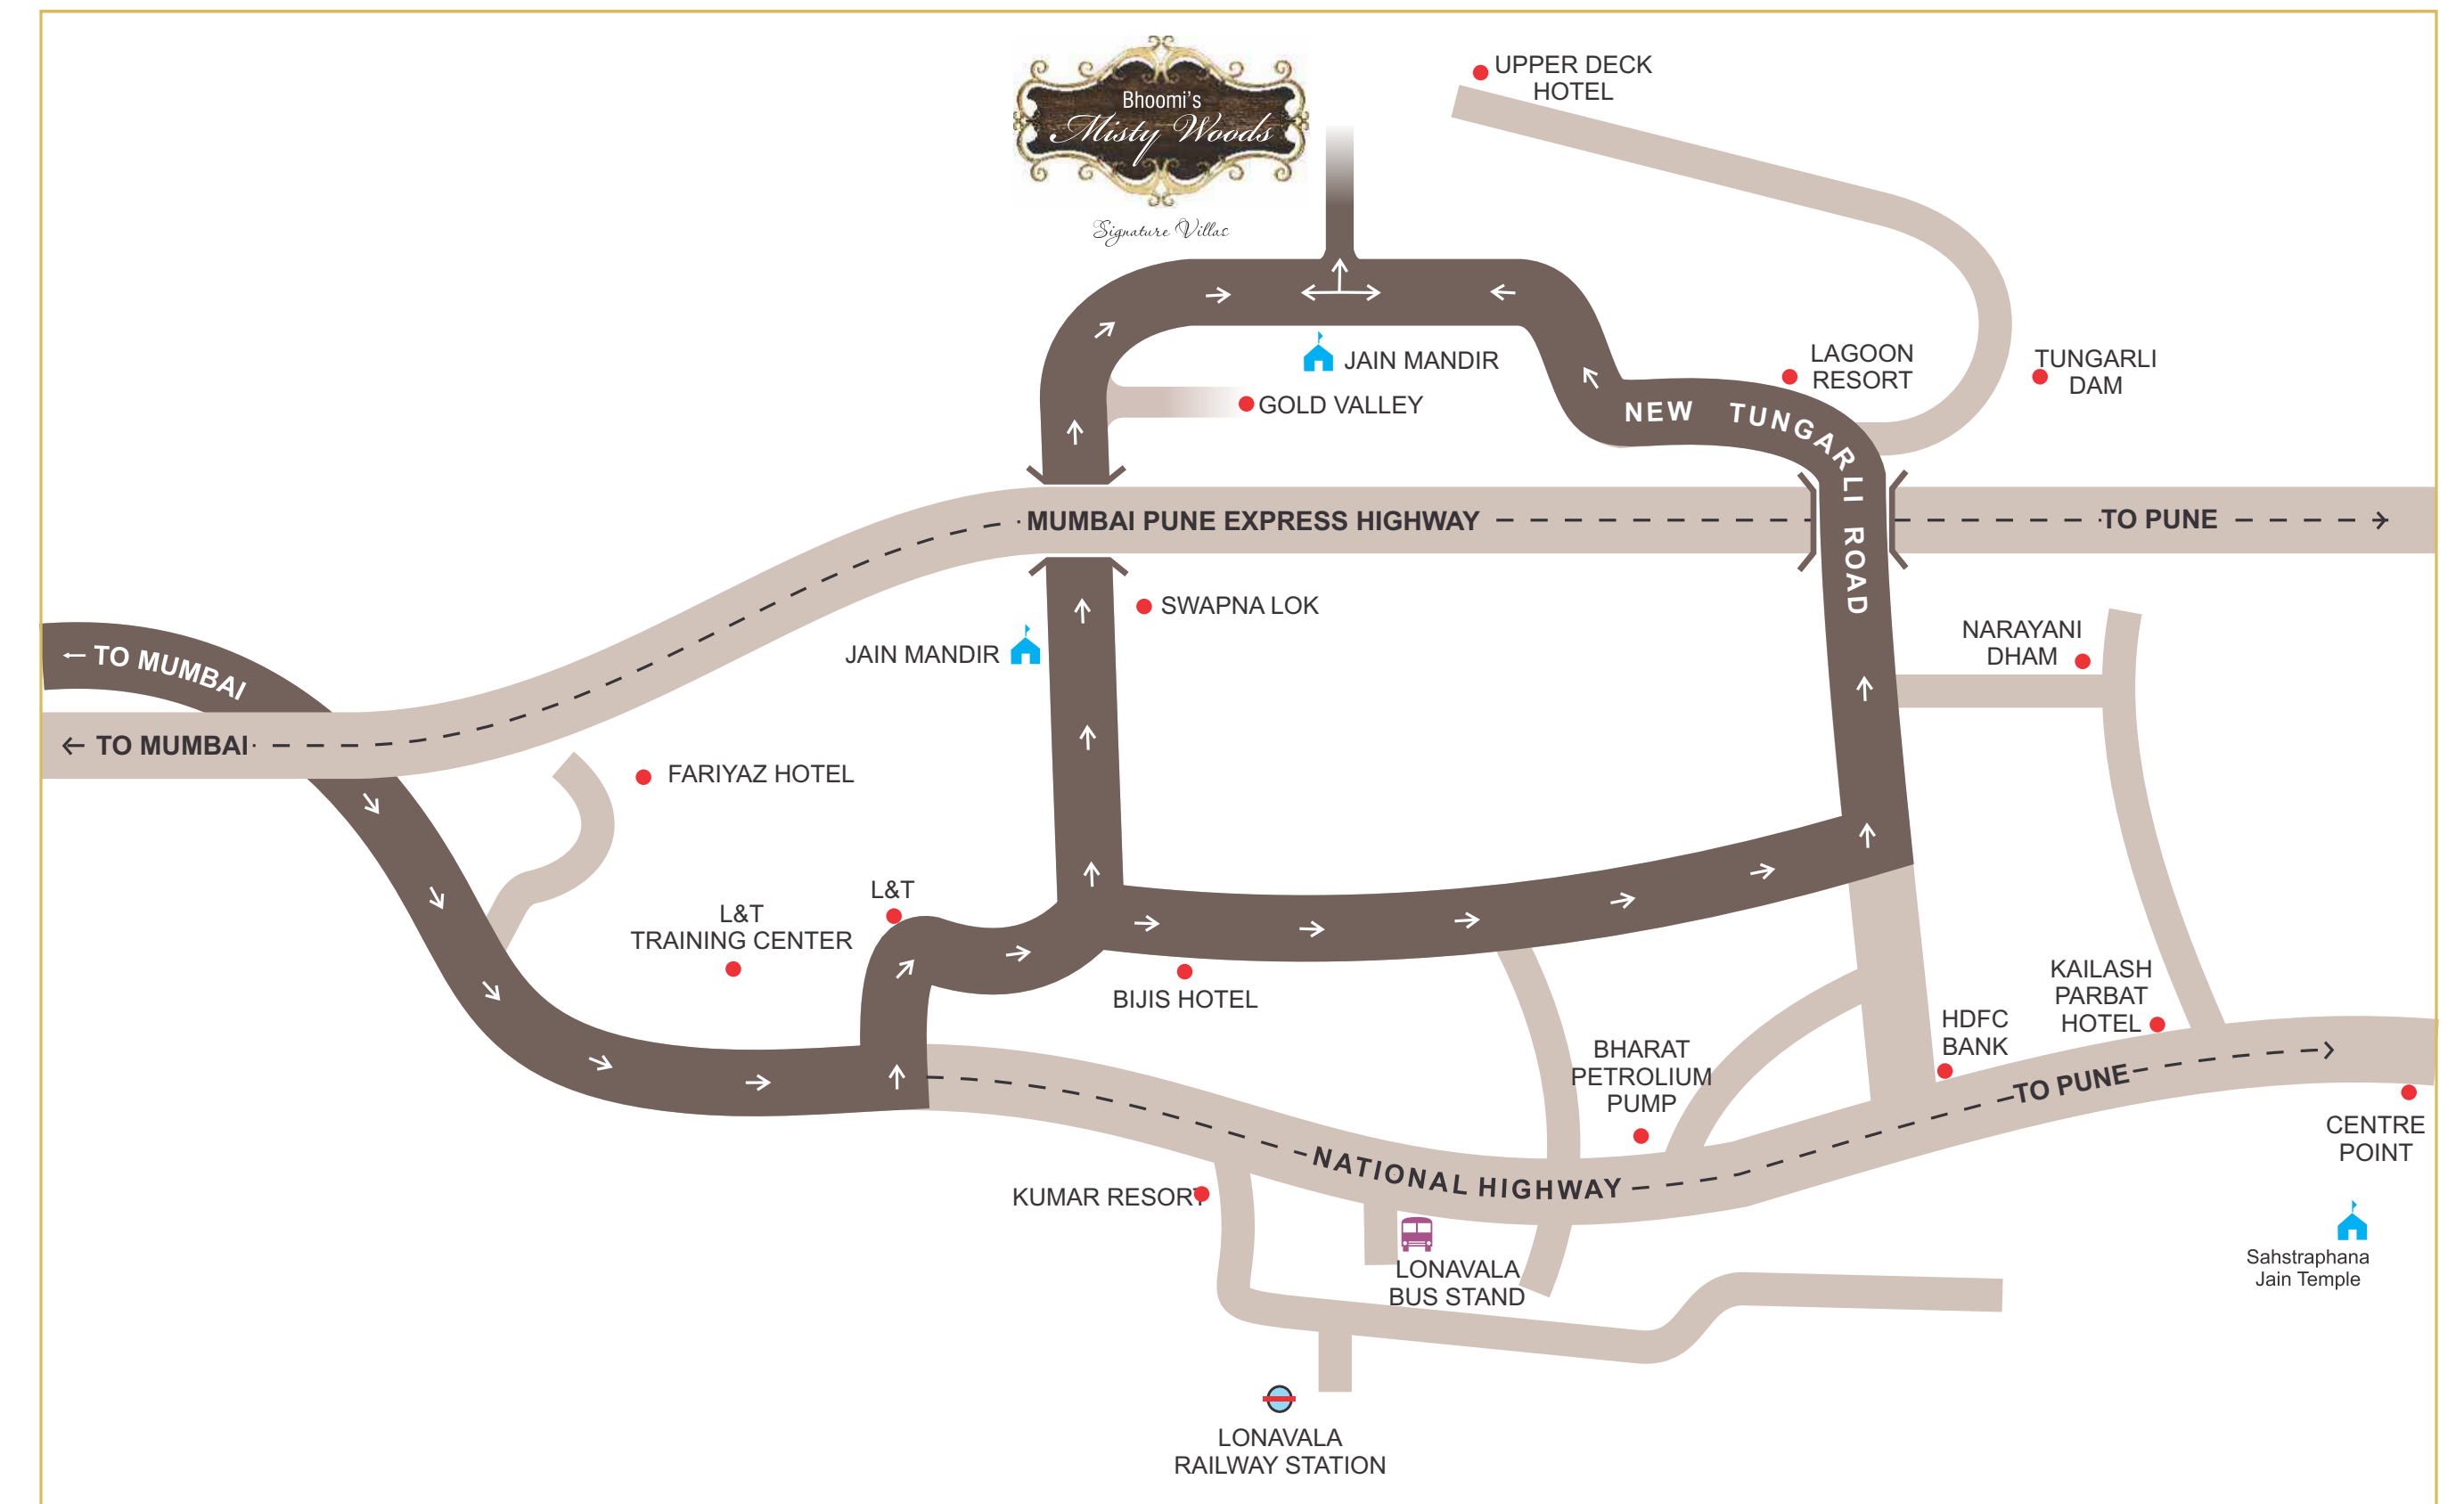 UPPER DECK
HOTEL
Bhoomi's
Misty Woods
Signature Villas
JAIN MANDIR
LAGOON
RESORT
TUNGARLI
DAM
GOLD VALLEY
NEW TUNGARLI ROAD
MUMBAI PUNE EXPRESS HIGHWAY
TO PUNE
SWAPNA LOK
JAIN MANDIR
NARAYANI
DHAM
TO MUMBAI
TO MUMBAI
FARIYAZ HOTEL
L&T
L&T
TRAINING CENTER
BIJIS HOTEL
KAILASH
PARBAT
HOTEL
HDFC
BANK
BHARAT
PETROLIUM
PUMP
TO PUNE
CENTRE
POINT
NATIONAL HIGHWAY
KUMAR RESORT
LONAVALA
BUS STAND
Sahstraphana
Jain Temple
LONAVALA
RAILWAY STATION